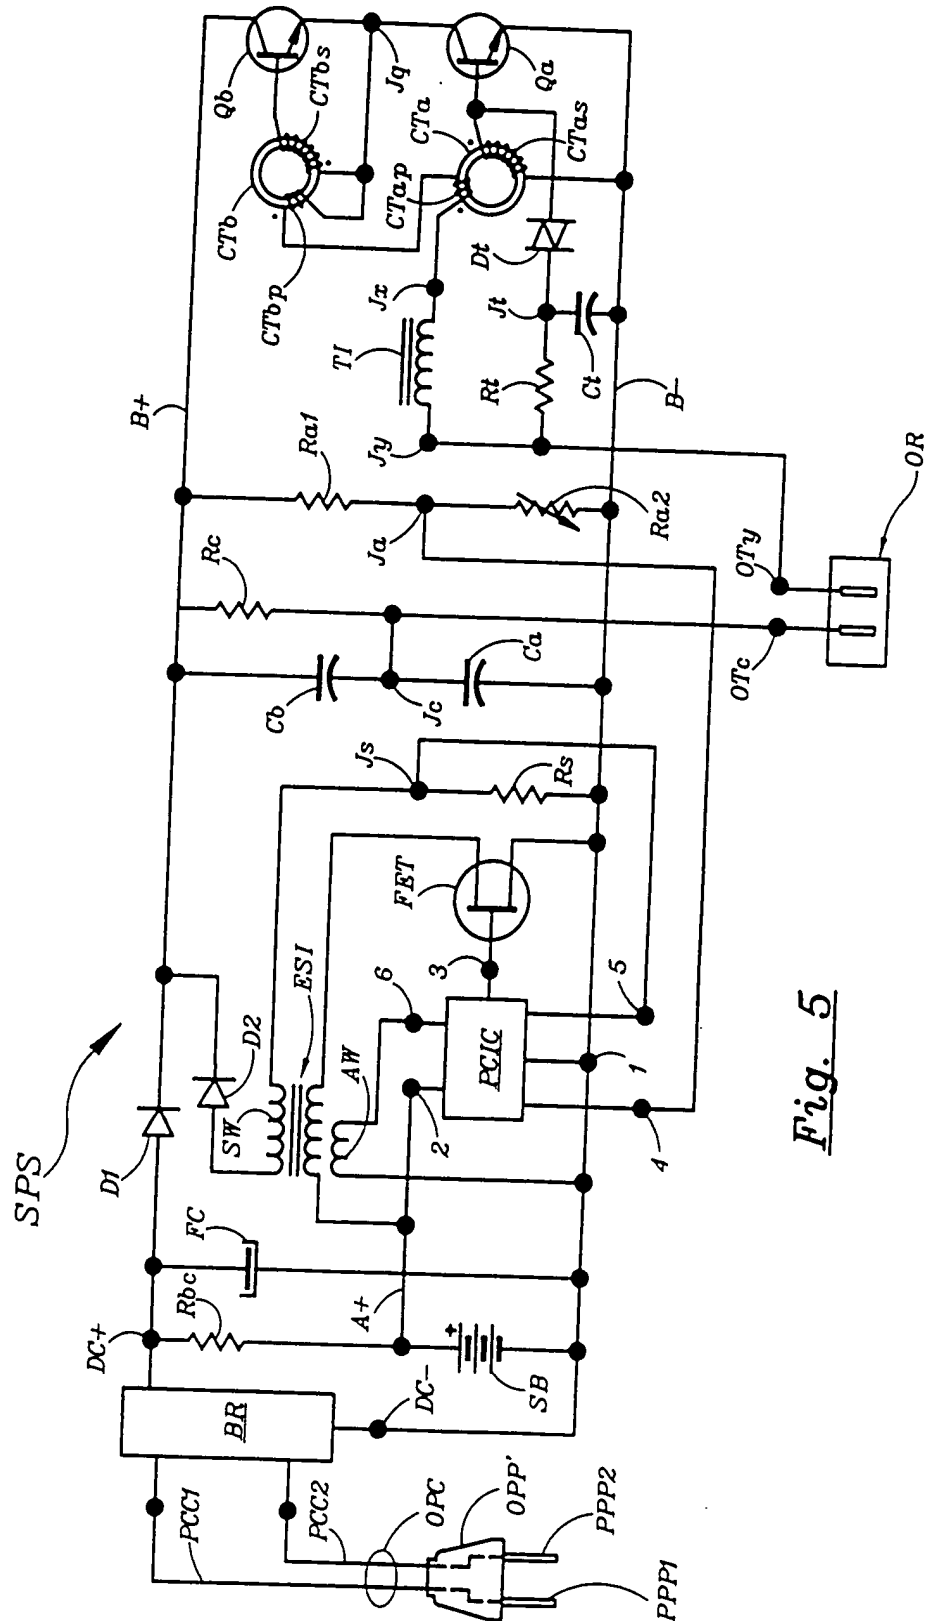 SPS
DC+
D1
B+
Rbc
FC
D2
SW
ESI
AW
A+
SB
DC-
BR
PCC1
PCC2
OPC
OPP'
PPP1
PPP2
2
6
3
PCIC
4
1
5
FET
Js
Rs
Cb
Jc
Ca
Rc
Ra1
Ja
Ra2
Jy
TI
Jx
Rt
Jt
Ct
Dt
B-
CTb
CTbp
CTbs
Qb
Jq
CTap
CTa
CTas
Qa
OTc
OTy
OR
Fig. 5